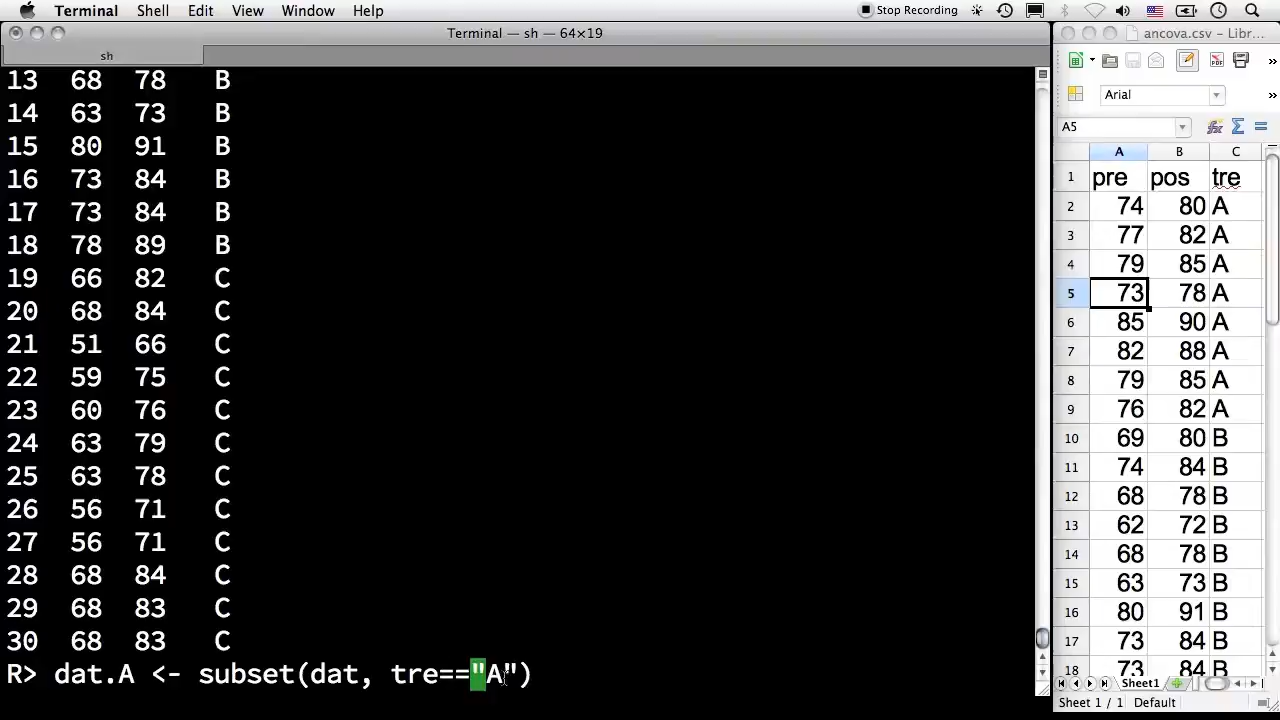 Terminal Shell Edit View Window Help Stop Recording
Terminal — sh — 64×19
sh
13 68 78 B
14 63 73 B
15 80 91 B
16 73 84 B
17 73 84 B
18 78 89 B
19 66 82 C
20 68 84 C
21 51 66 C
22 59 75 C
23 60 76 C
24 63 79 C
25 63 78 C
26 56 71 C
27 56 71 C
28 68 84 C
29 68 83 C
30 68 83 C
R> dat.A <- subset(dat, tre=="A")
ancova.csv – Libr...
PDF
»
Arial
»
A5
A B C
1 pre pos tre
2 74 80 A
3 77 82 A
4 79 85 A
5 73 78 A
6 85 90 A
7 82 88 A
8 79 85 A
9 76 82 A
10 69 80 B
11 74 84 B
12 68 78 B
13 62 72 B
14 68 78 B
15 63 73 B
16 80 91 B
17 73 84 B
18 73 84 B
Sheet1
Sheet 1 / 1 Default